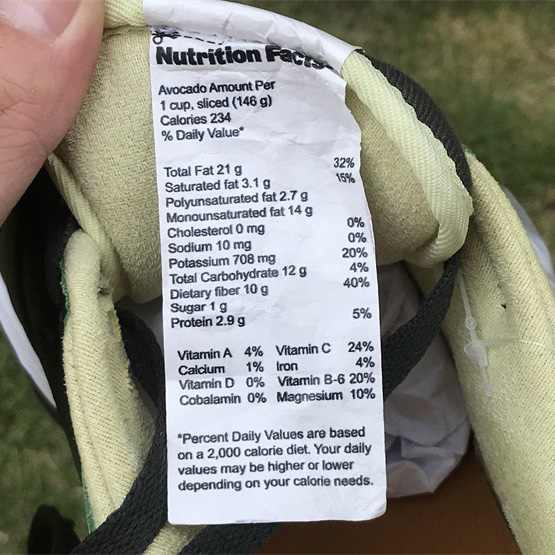 Nutrition Facts
Avocado Amount Per
1 cup, sliced (146 g)
Calories 234
% Daily Value*
Total Fat 21 g 32%
Saturated fat 3.1 g 15%
Polyunsaturated fat 2.7 g
Monounsaturated fat 14 g
Cholesterol 0 mg 0%
Sodium 10 mg 0%
Potassium 708 mg 20%
Total Carbohydrate 12 g 4%
Dietary fiber 10 g 40%
Sugar 1 g
Protein 2.9 g 5%
Vitamin A 4% Vitamin C 24%
Calcium 1% Iron 4%
Vitamin D 0% Vitamin B-6 20%
Cobalamin 0% Magnesium 10%
*Percent Daily Values are based
on a 2,000 calorie diet. Your daily
values may be higher or lower
depending on your calorie needs.